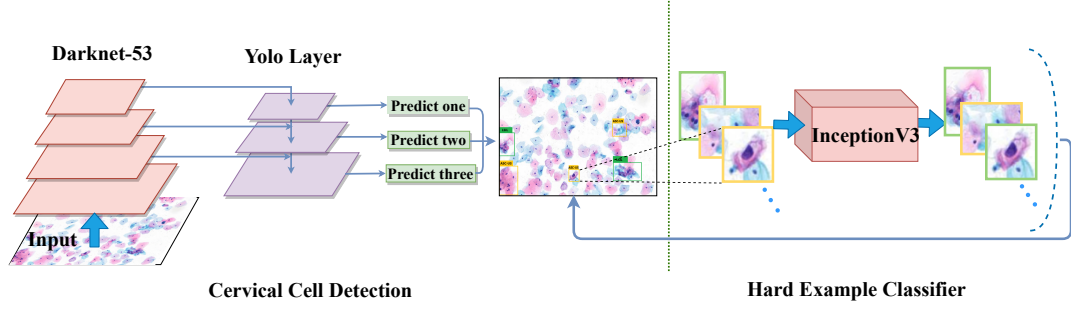 Darknet-53
Yolo Layer
Predict one
Predict two
Predict three
Input
InceptionV3
Cervical Cell Detection
Hard Example Classifier